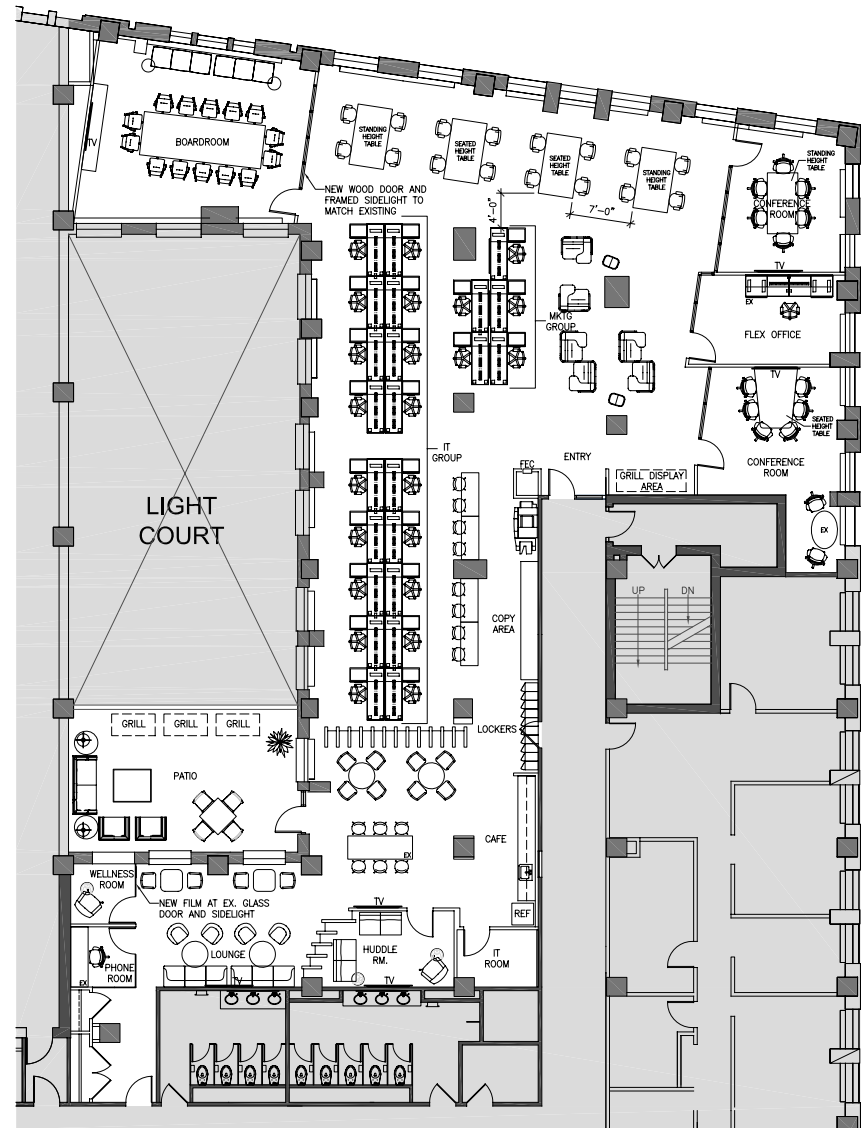 BOARDROOM
TV
STANDING
HEIGHT
TABLE
SEATED
HEIGHT
TABLE
SEATED
HEIGHT
TABLE
STANDING
HEIGHT
TABLE
STANDING
HEIGHT
TABLE
CONFERENCE
ROOM
TV
NEW WOOD DOOR AND
FRAMED SIDELIGHT TO
MATCH EXISTING
4'-0"
7'-0"
EX
FLEX OFFICE
MKTG
GROUP
TV
SEATED
HEIGHT
TABLE
CONFERENCE
ROOM
EX
IT
GROUP
ENTRY
FEC
GRILL DISPLAY
AREA
LIGHT
COURT
UP
DN
COPY
AREA
LOCKERS
GRILL
GRILL
GRILL
PATIO
CAFE
EX
REF
WELLNESS
ROOM
NEW FILM AT EX. GLASS
DOOR AND SIDELIGHT
TV
LOUNGE
HUDDLE
RM.
IT
ROOM
PHONE
ROOM
EX
TV
TV